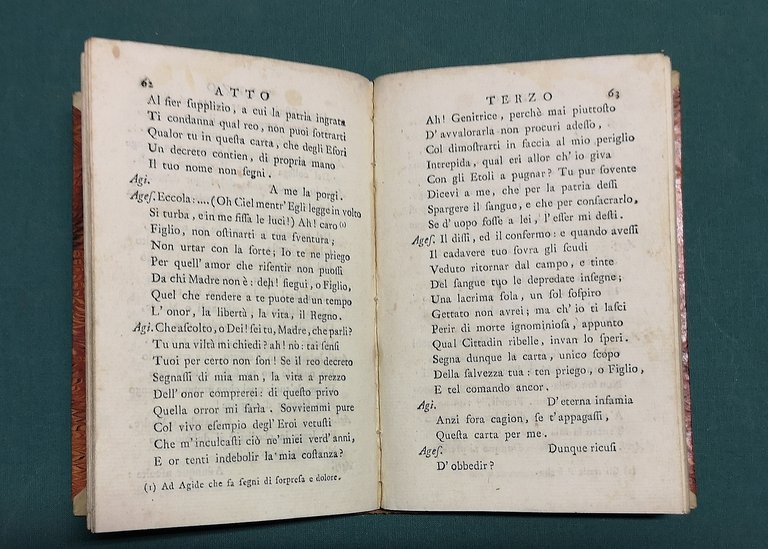 62 ATTO
Al fier ſupplizio, a cui la patria ingrata
Ti condanna qual reo, non puoi ſottrarti
Qualor tu in queſta carta, che degli Efori
Un decreto contien, di propria mano
Il tuo nome non ſegni.
Agi. A me la porgi.
Ageſ. Eccola:.... (Oh Ciel mentr' Egli legge in volto
Si turba, e in me fiſſa le luci!) Ah! caro (1)
Figlio, non oſtinarti a tua ſventura;
Non urtar con la ſorte; Io te ne priego
Per quell' amor che riſentir non puoſſi
Da chi Madre non è: deh! ſiegui, o Figlio,
Quel che rendere a te puote ad un tempo
L' onor, la libertà, la vita, il Regno.
Agi. Che aſcolto, o Dei! ſei tu, Madre, che parli?
Tu una viltà mi chiedi? ah! nò: tai ſenſi
Tuoi per certo non ſon! Se il reo decreto
Segnaſſi di mia man, la vita a prezzo
Dell' onor comprerei: di queſto privo
Quella orror mi farla. Sovviemmi pure
Col vivo eſempio degl' Eroi vetuſti
Che m' inculcaſti ciò ne' miei verd' anni,
E or tenti indebolir la mia coſtanza?
(1) Ad Agide che fa ſegni di ſorpreſa e dolore.
TERZO 63
Ah! Genitrice, perchè mai piuttoſto
D' avvalorarla non procuri adeſſo,
Col dimoſtrarti in faccia al mio periglio
Intrepida, qual eri allor ch' io giva
Con gli Etoli a pugnar? Tu pur ſovente
Dicevi a me, che per la patria deſſi
Spargere il ſangue, e che per conſacrarlo,
Se d' uopo foſſe a lei, l' eſſer mi deſti.
Ageſ. Il diſſi, ed il confermo: e quando aveſſi
Il cadavere tuo ſovra gli ſcudi
Veduto ritornar dal campo, e tinte
Del ſangue tuo le depredate inſegne;
Una lacrima ſola, un ſol ſoſpiro
Gettato non avrei; ma ch' io ti laſci
Perir di morte ignominioſa, appunto
Qual Cittadin ribelle, invan lo ſperi.
Segna dunque la carta, unico ſcopo
Della ſalvezza tua: ten priego, o Figlio,
E tel comando ancor.
Agi. D' eterna infamia
Anzi fora cagion, ſe t' appagaſſi,
Queſta carta per me.
Ageſ. Dunque ricuſi
D' obbedir?